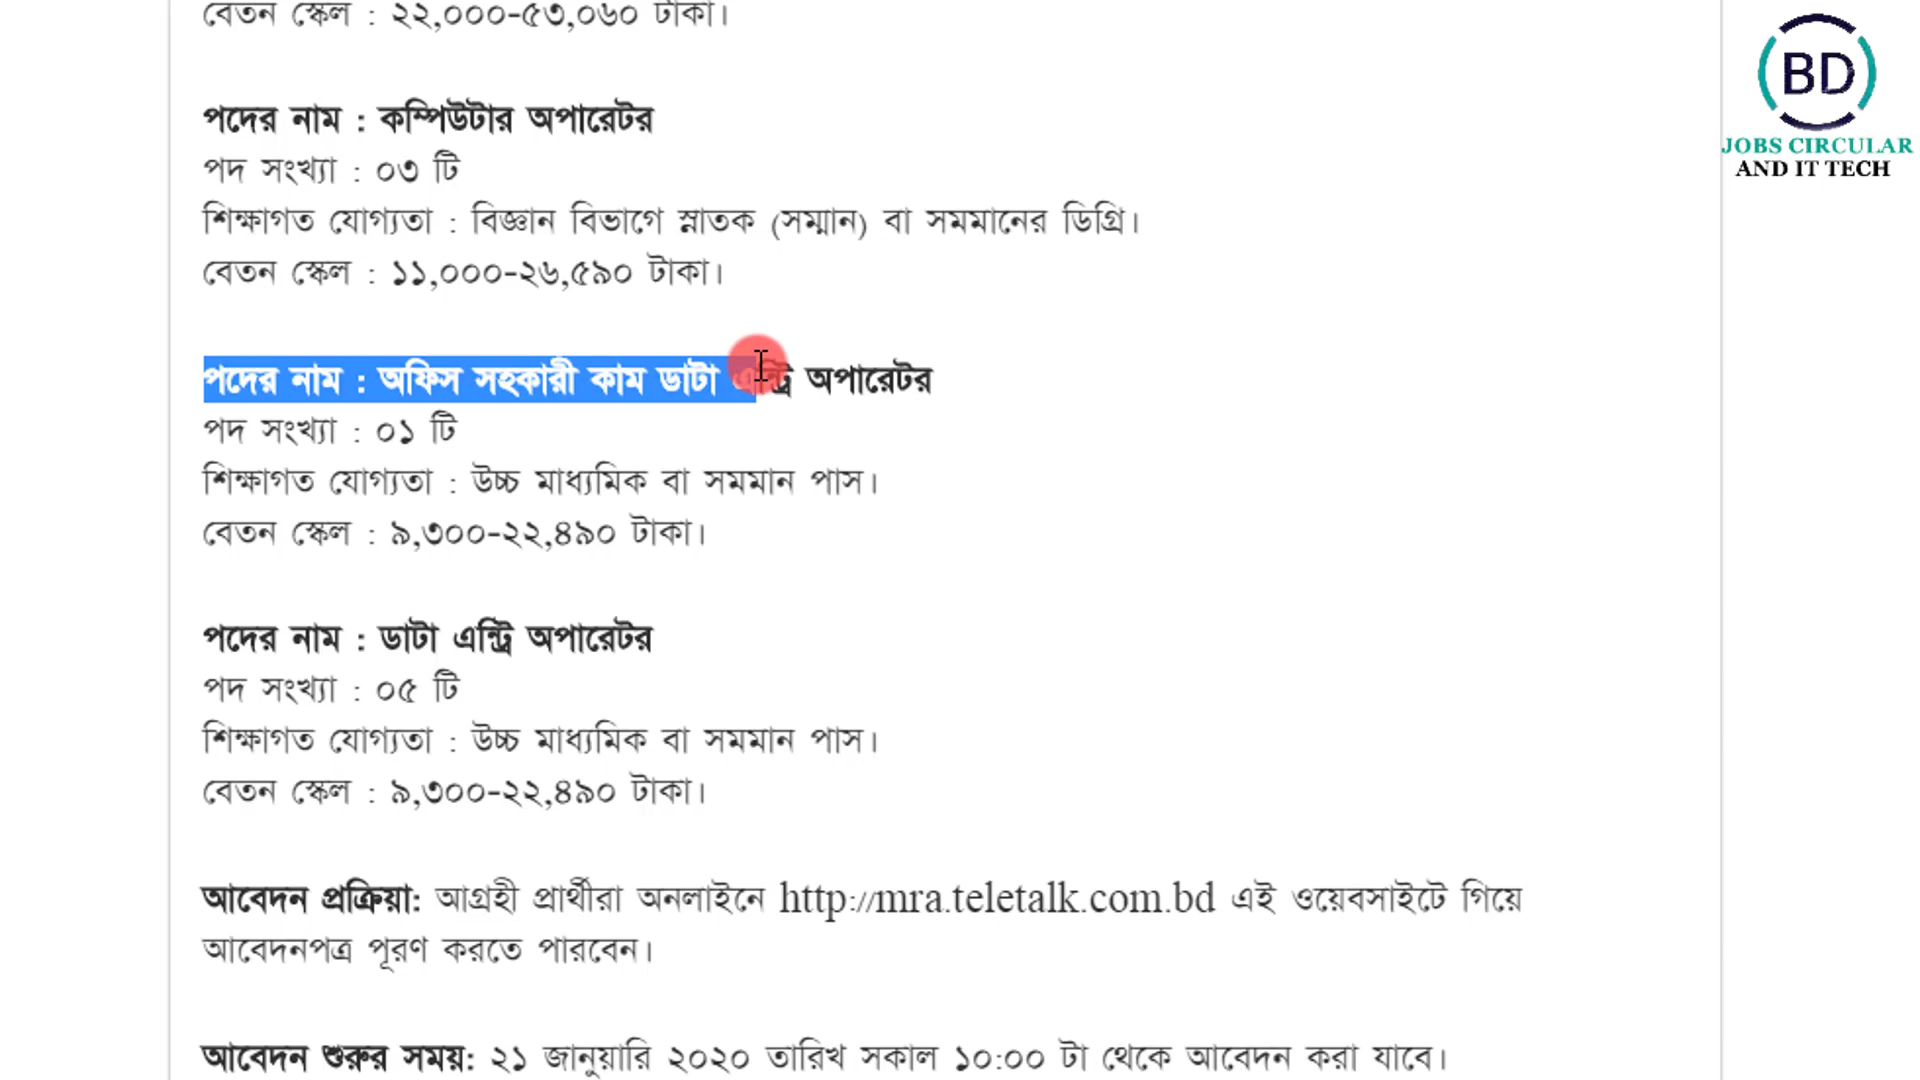 বেতন স্কেল : ২২,০০০-৫৩,০৬০ টাকা।
BD
JOBS CIRCULAR
AND IT TECH
পদের নাম : কম্পিউটার অপারেটর
পদ সংখ্যা : ০৩ টি
শিক্ষাগত যোগ্যতা : বিজ্ঞান বিভাগে স্নাতক (সম্মান) বা সমমানের ডিগ্রি।
বেতন স্কেল : ১১,০০০-২৬,৫৯০ টাকা।
পদের নাম : অফিস সহকারী কাম ডাটা এন্ট্রি অপারেটর
পদ সংখ্যা : ০১ টি
শিক্ষাগত যোগ্যতা : উচ্চ মাধ্যমিক বা সমমান পাস।
বেতন স্কেল : ৯,৩০০-২২,৪৯০ টাকা।
পদের নাম : ডাটা এন্ট্রি অপারেটর
পদ সংখ্যা : ০৫ টি
শিক্ষাগত যোগ্যতা : উচ্চ মাধ্যমিক বা সমমান পাস।
বেতন স্কেল : ৯,৩০০-২২,৪৯০ টাকা।
আবেদন প্রক্রিয়া: আগ্রহী প্রার্থীরা অনলাইনে http://mra.teletalk.com.bd এই ওয়েবসাইটে গিয়ে
আবেদনপত্র পূরণ করতে পারবেন।
আবেদন শুরুর সময়: ২১ জানুয়ারি ২০২০ তারিখ সকাল ১০:০০ টা থেকে আবেদন করা যাবে।